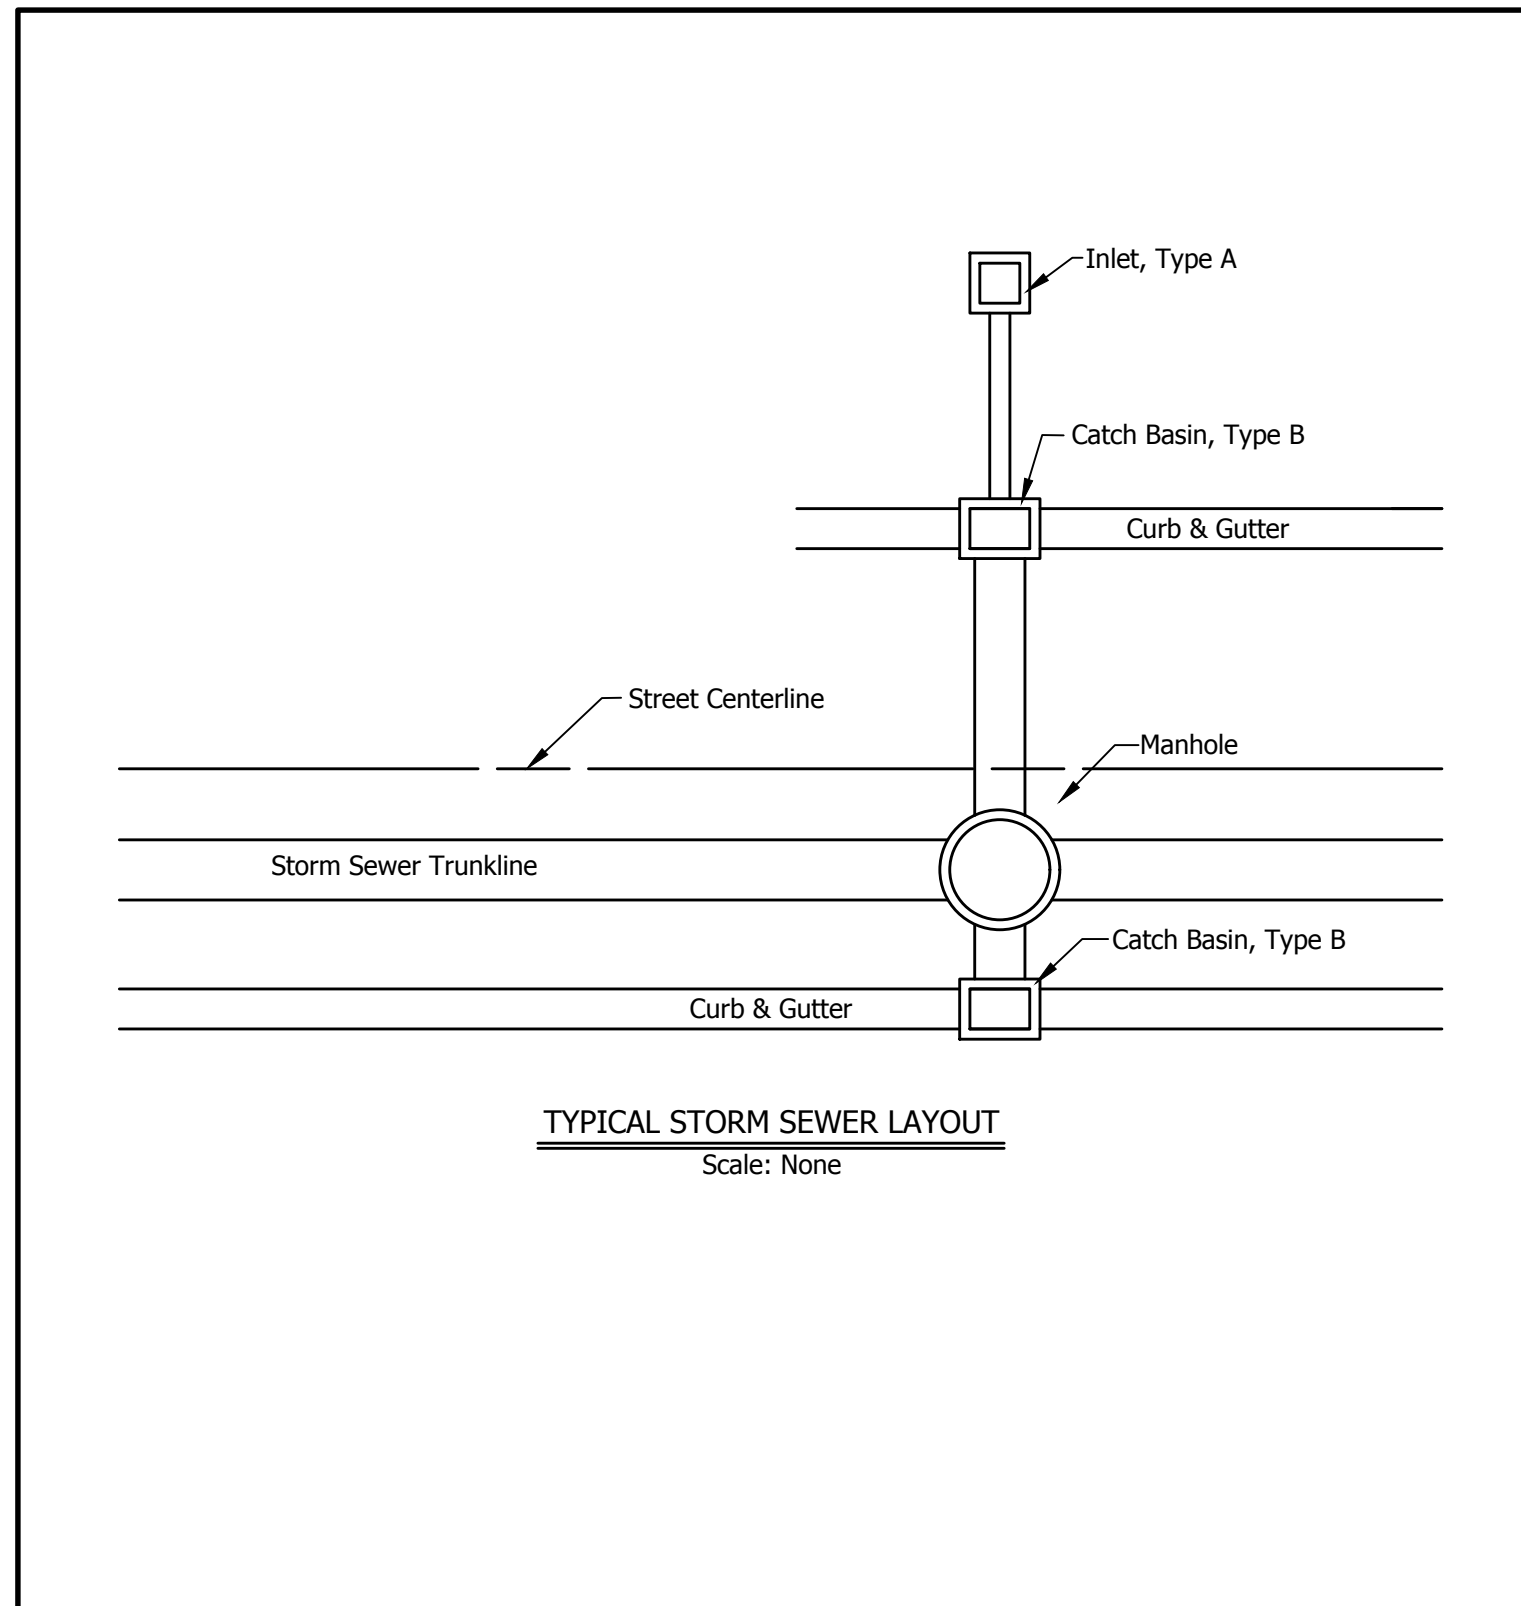 Inlet, Type A
Catch Basin, Type B
Curb & Gutter
Street Centerline
Manhole
Storm Sewer Trunkline
Catch Basin, Type B
Curb & Gutter
TYPICAL STORM SEWER LAYOUT
Scale: None